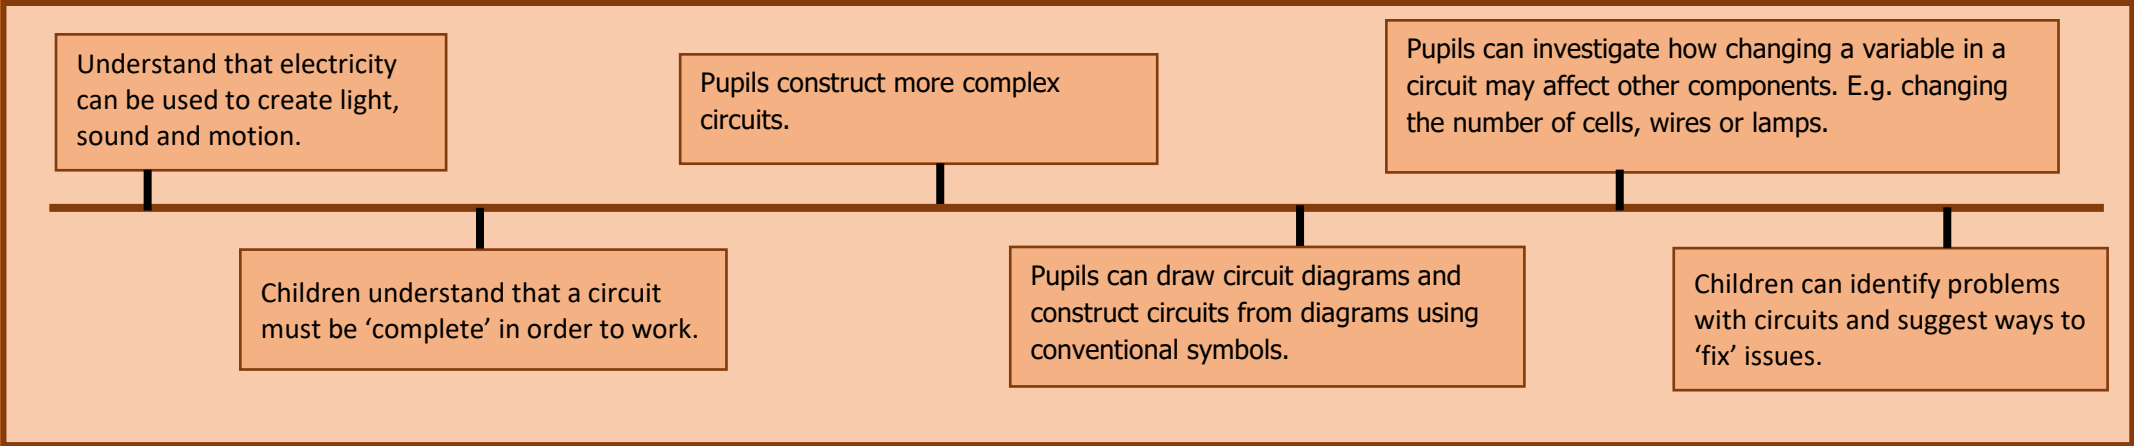 Understand that electricity
can be used to create light,
sound and motion.
Children understand that a circuit
must be ‘complete’ in order to work.
Pupils construct more complex
circuits.
Pupils can draw circuit diagrams and
construct circuits from diagrams using
conventional symbols.
Pupils can investigate how changing a variable in a
circuit may affect other components. E.g. changing
the number of cells, wires or lamps.
Children can identify problems
with circuits and suggest ways to
‘fix’ issues.